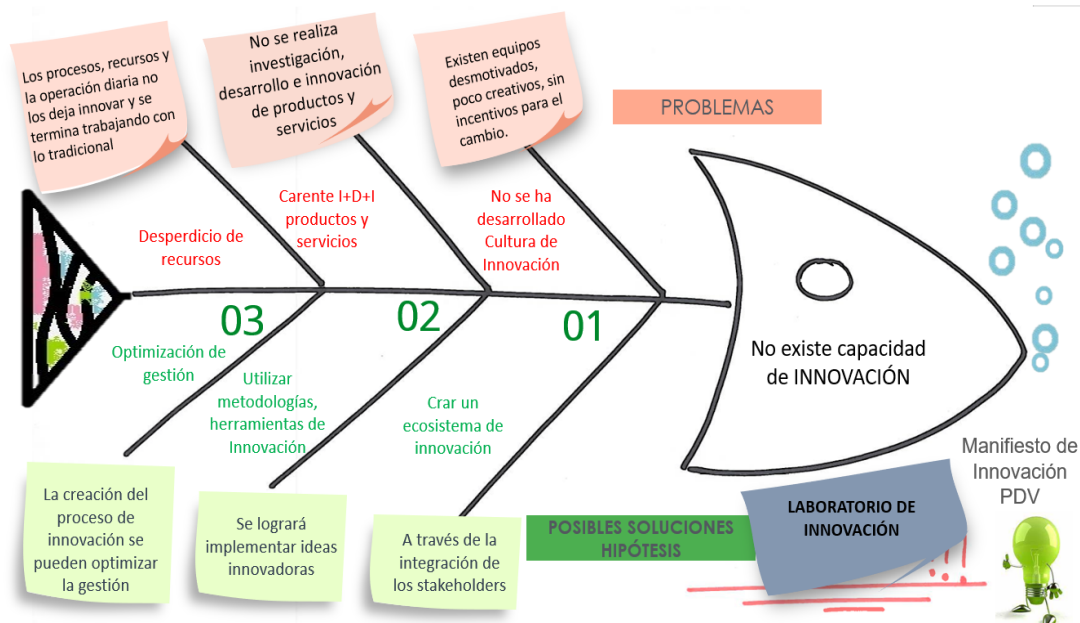 Los procesos, recursos y
la operación diaria no
los deja innovar y se
termina trabajando con
lo tradicional
No se realiza
investigación,
desarrollo e innovación
de productos y
servicios
Existen equipos
desmotivados,
poco creativos, sin
incentivos para el
cambio.
PROBLEMAS
Desperdicio de
recursos
Carente I+D+I
productos y
servicios
No se ha
desarrollado
Cultura de
Innovación
03
02
01
No existe capacidad
de INNOVACIÓN
Optimización de
gestión
Utilizar
metodologías,
herramientas de
Innovación
Crar un
ecosistema de
innovación
La creación del
proceso de
innovación se
pueden optimizar
la gestión
Se logrará
implementar ideas
innovadoras
A través de la
integración de
los stakeholders
POSIBLES SOLUCIONES
HIPÓTESIS
LABORATORIO DE
INNOVACIÓN
Manifiesto de
Innovación
PDV